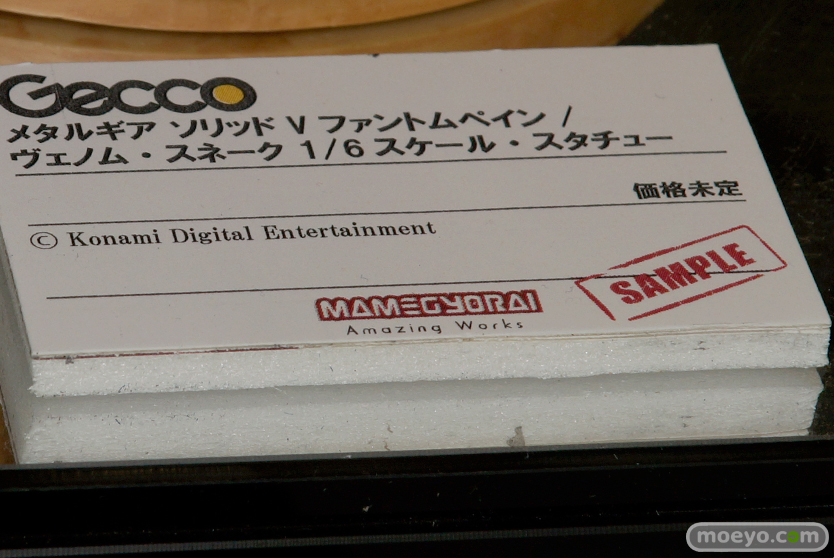 Gecco
メタルギア ソリッド V ファントムペイン /
ヴェノム・スネーク 1/6 スケール・スタチュー
価格未定
© Konami Digital Entertainment
SAMPLE
MAMEGYORAI
Amazing Works
moeyo.com